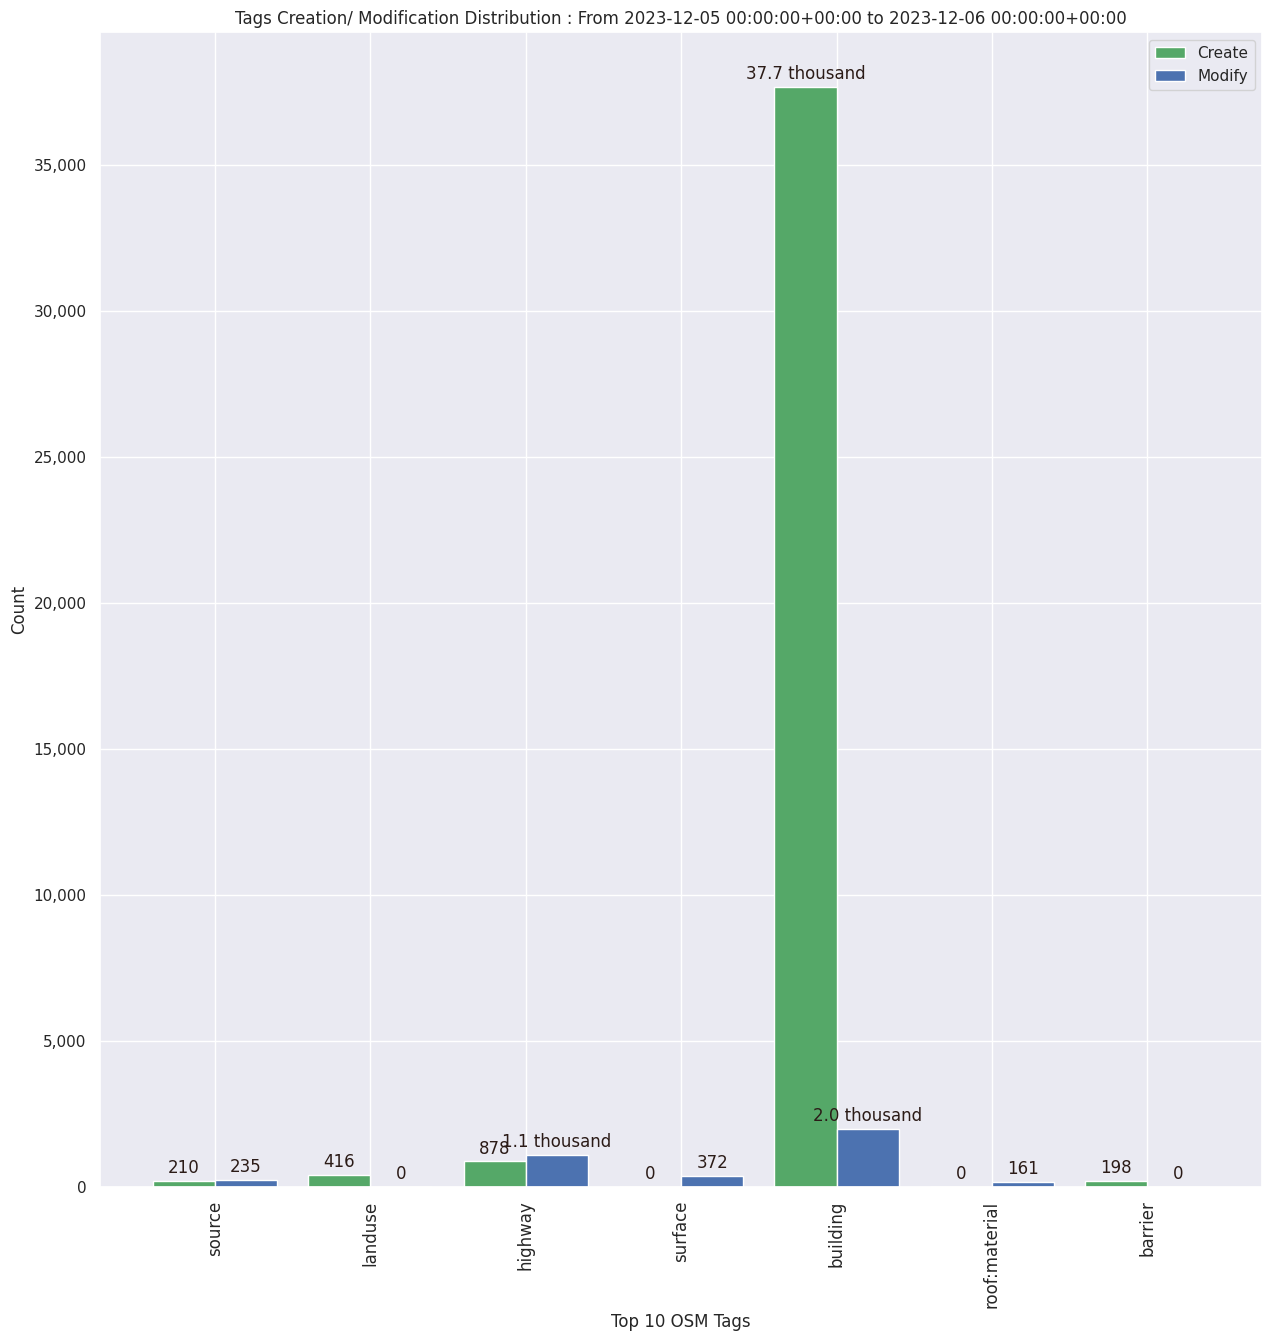 Tags Creation/ Modification Distribution : From 2023-12-05 00:00:00+00:00 to 2023-12-06 00:00:00+00:00
Create
Modify
37.7 thousand
35,000
30,000
25,000
20,000
15,000
10,000
5,000
0
Count
210
235
416
0
878
1.1 thousand
0
372
2.0 thousand
0
161
198
0
source
landuse
highway
surface
building
roof:material
barrier
Top 10 OSM Tags